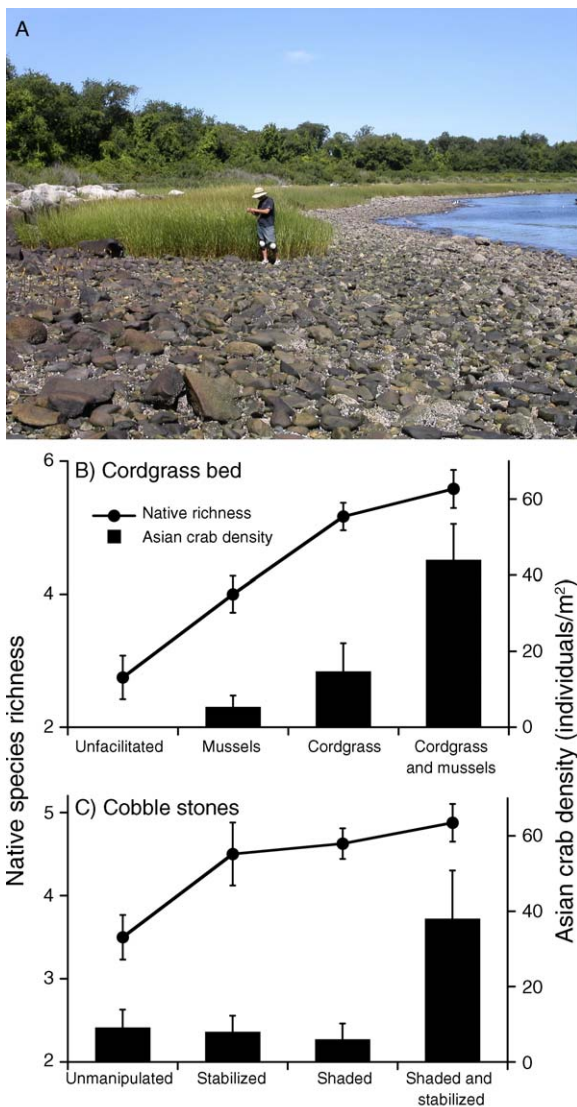 A
B) Cordgrass bed
Native richness
Asian crab density
6
4
2
60
40
20
0
Unfacilitated
Mussels
Cordgrass
Cordgrass
and mussels
Native species richness
Asian crab density (individuals/m²)
C) Cobble stones
5
4
3
2
60
40
20
0
Unmanipulated
Stabilized
Shaded
Shaded and
stabilized